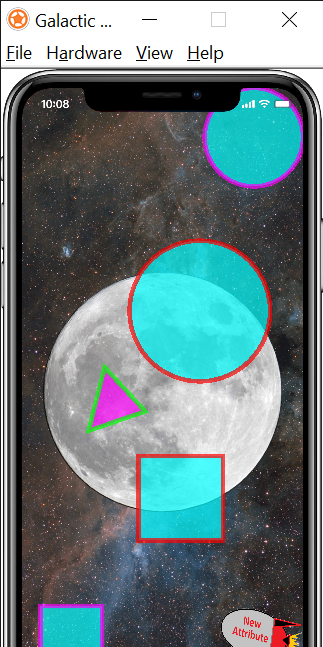 Galactic ...
File Hardware View Help
10:08
New
Attribute